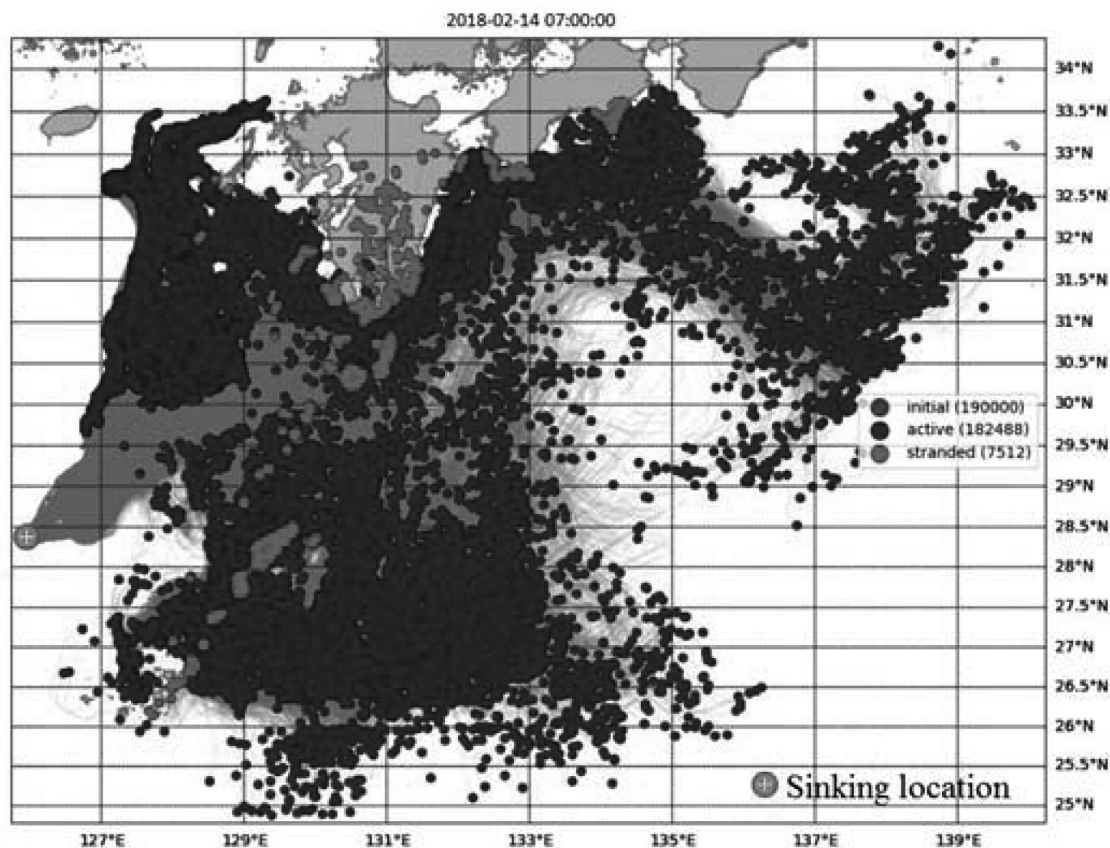 2018-02-14 07:00:00
34°N
33.5°N
33°N
32.5°N
32°N
31.5°N
31°N
30.5°N
30°N
initial (190000)
active (182488)
29.5°N
stranded (7512)
29°N
28.5°N
28°N
27.5°N
27°N
26.5°N
26°N
25.5°N
Sinking location
25°N
127°E 129°E 131°E 133°E 135°E 137°E 139°E